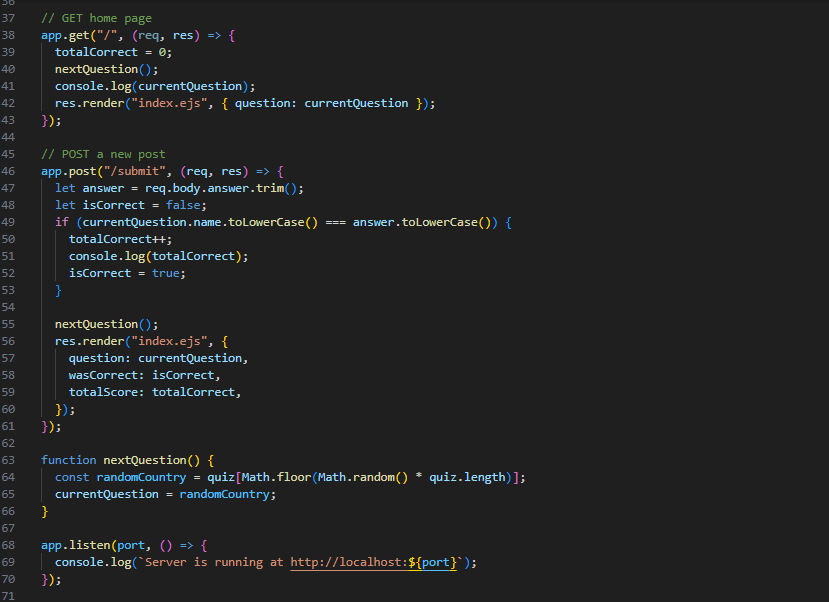 36
37 // GET home page
38 app.get("/", (req, res) => {
39   totalCorrect = 0;
40   nextQuestion();
41   console.log(currentQuestion);
42   res.render("index.ejs", { question: currentQuestion });
43 });
44
45 // POST a new post
46 app.post("/submit", (req, res) => {
47   let answer = req.body.answer.trim();
48   let isCorrect = false;
49   if (currentQuestion.name.toLowerCase() === answer.toLowerCase()) {
50     totalCorrect++;
51     console.log(totalCorrect);
52     isCorrect = true;
53   }
54
55   nextQuestion();
56   res.render("index.ejs", {
57     question: currentQuestion,
58     wasCorrect: isCorrect,
59     totalScore: totalCorrect,
60   });
61 });
62
63 function nextQuestion() {
64   const randomCountry = quiz[Math.floor(Math.random() * quiz.length)];
65   currentQuestion = randomCountry;
66 }
67
68 app.listen(port, () => {
69   console.log(`Server is running at http://localhost:${port}`);
70 });
71